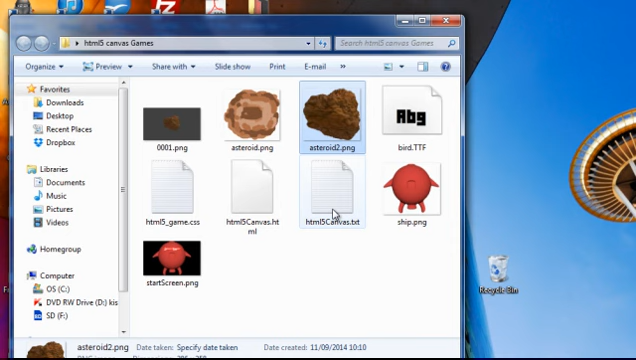 html5 canvas Games
Search html5 canvas Games
Organize Preview Share with Slide show Print E-mail »
Favorites
Downloads
Desktop
Recent Places
Dropbox
Libraries
Documents
Music
Pictures
Videos
Homegroup
Computer
OS (C:)
DVD RW Drive (D:) kis
SD (F:)
0001.png
asteroid.png
asteroid2.png
Abg
bird.TTF
html5_game.css
html5Canvas.ht
ml
html5Canvas.txt
ship.png
startScreen.png
Recycle Bin
asteroid2.png Date taken: Specify date taken Date created: 11/09/2014 10:10